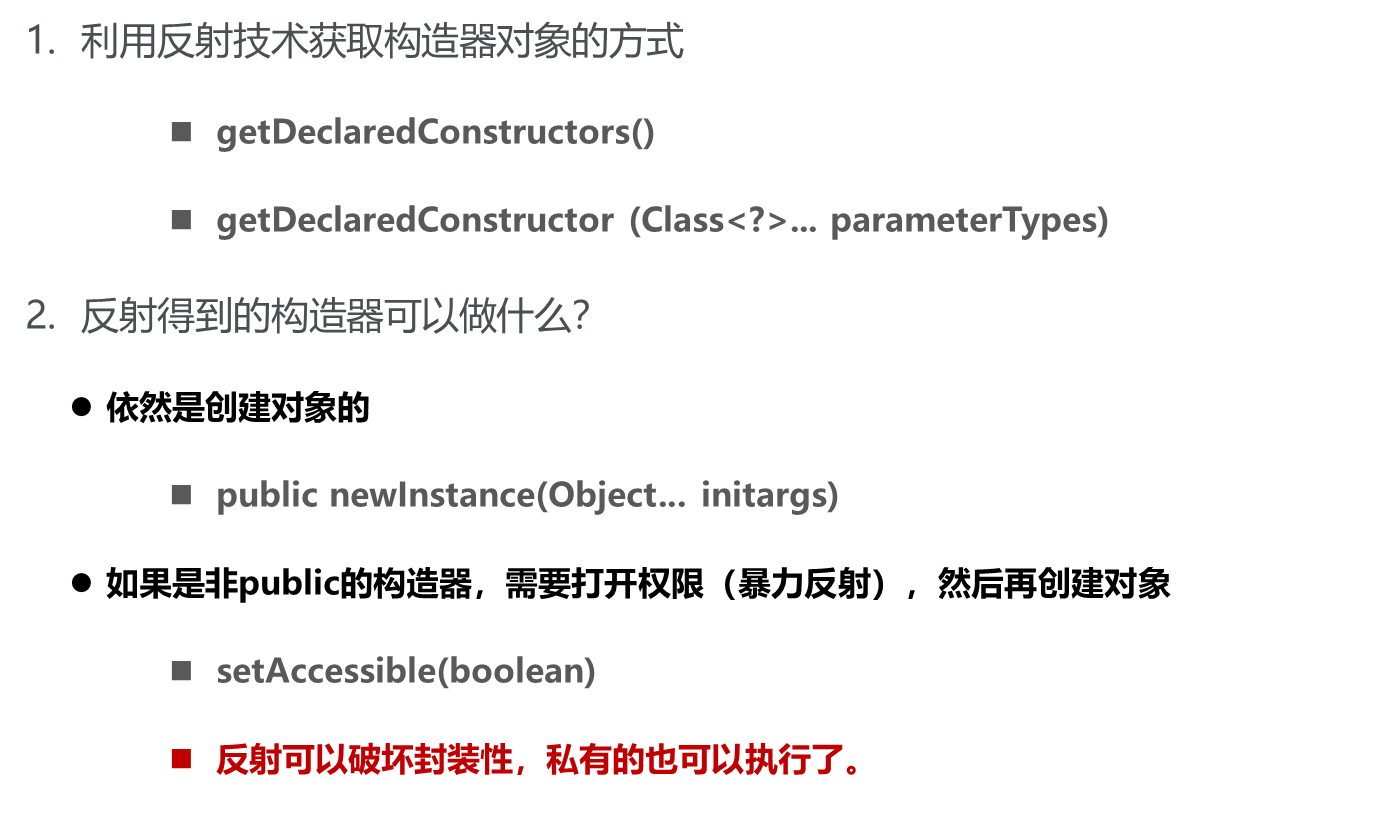 1. 利用反射技术获取构造器对象的方式
■ getDeclaredConstructors()
■ getDeclaredConstructor (Class<?>... parameterTypes)
2. 反射得到的构造器可以做什么？
● 依然是创建对象的
■ public newInstance(Object... initargs)
● 如果是非public的构造器，需要打开权限（暴力反射），然后再创建对象
■ setAccessible(boolean)
■ 反射可以破坏封装性，私有的也可以执行了。